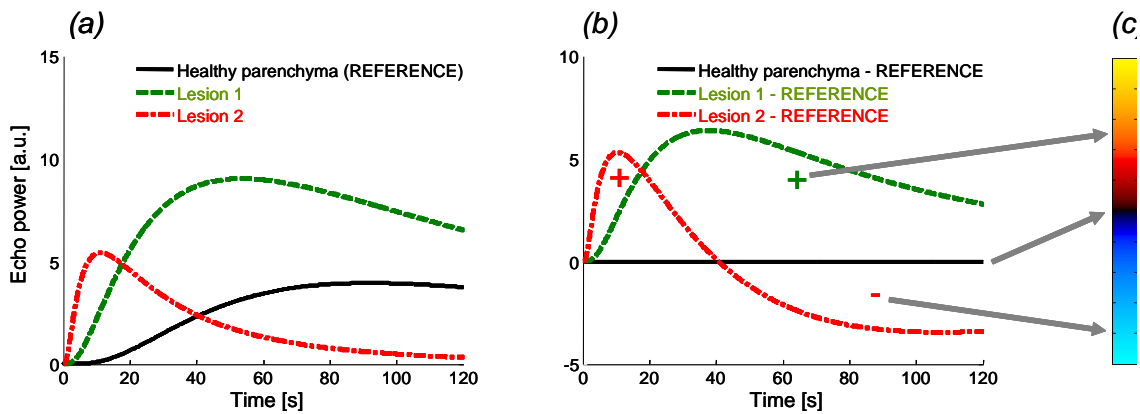 (a)
15
10
5
0
Echo power [a.u.]
Healthy parenchyma (REFERENCE)
Lesion 1
Lesion 2
0 20 40 60 80 100 120
Time [s]
(b)
10
5
0
-5
Healthy parenchyma - REFERENCE
Lesion 1 - REFERENCE
Lesion 2 - REFERENCE
+
+
-
0 20 40 60 80 100 120
Time [s]
(c)